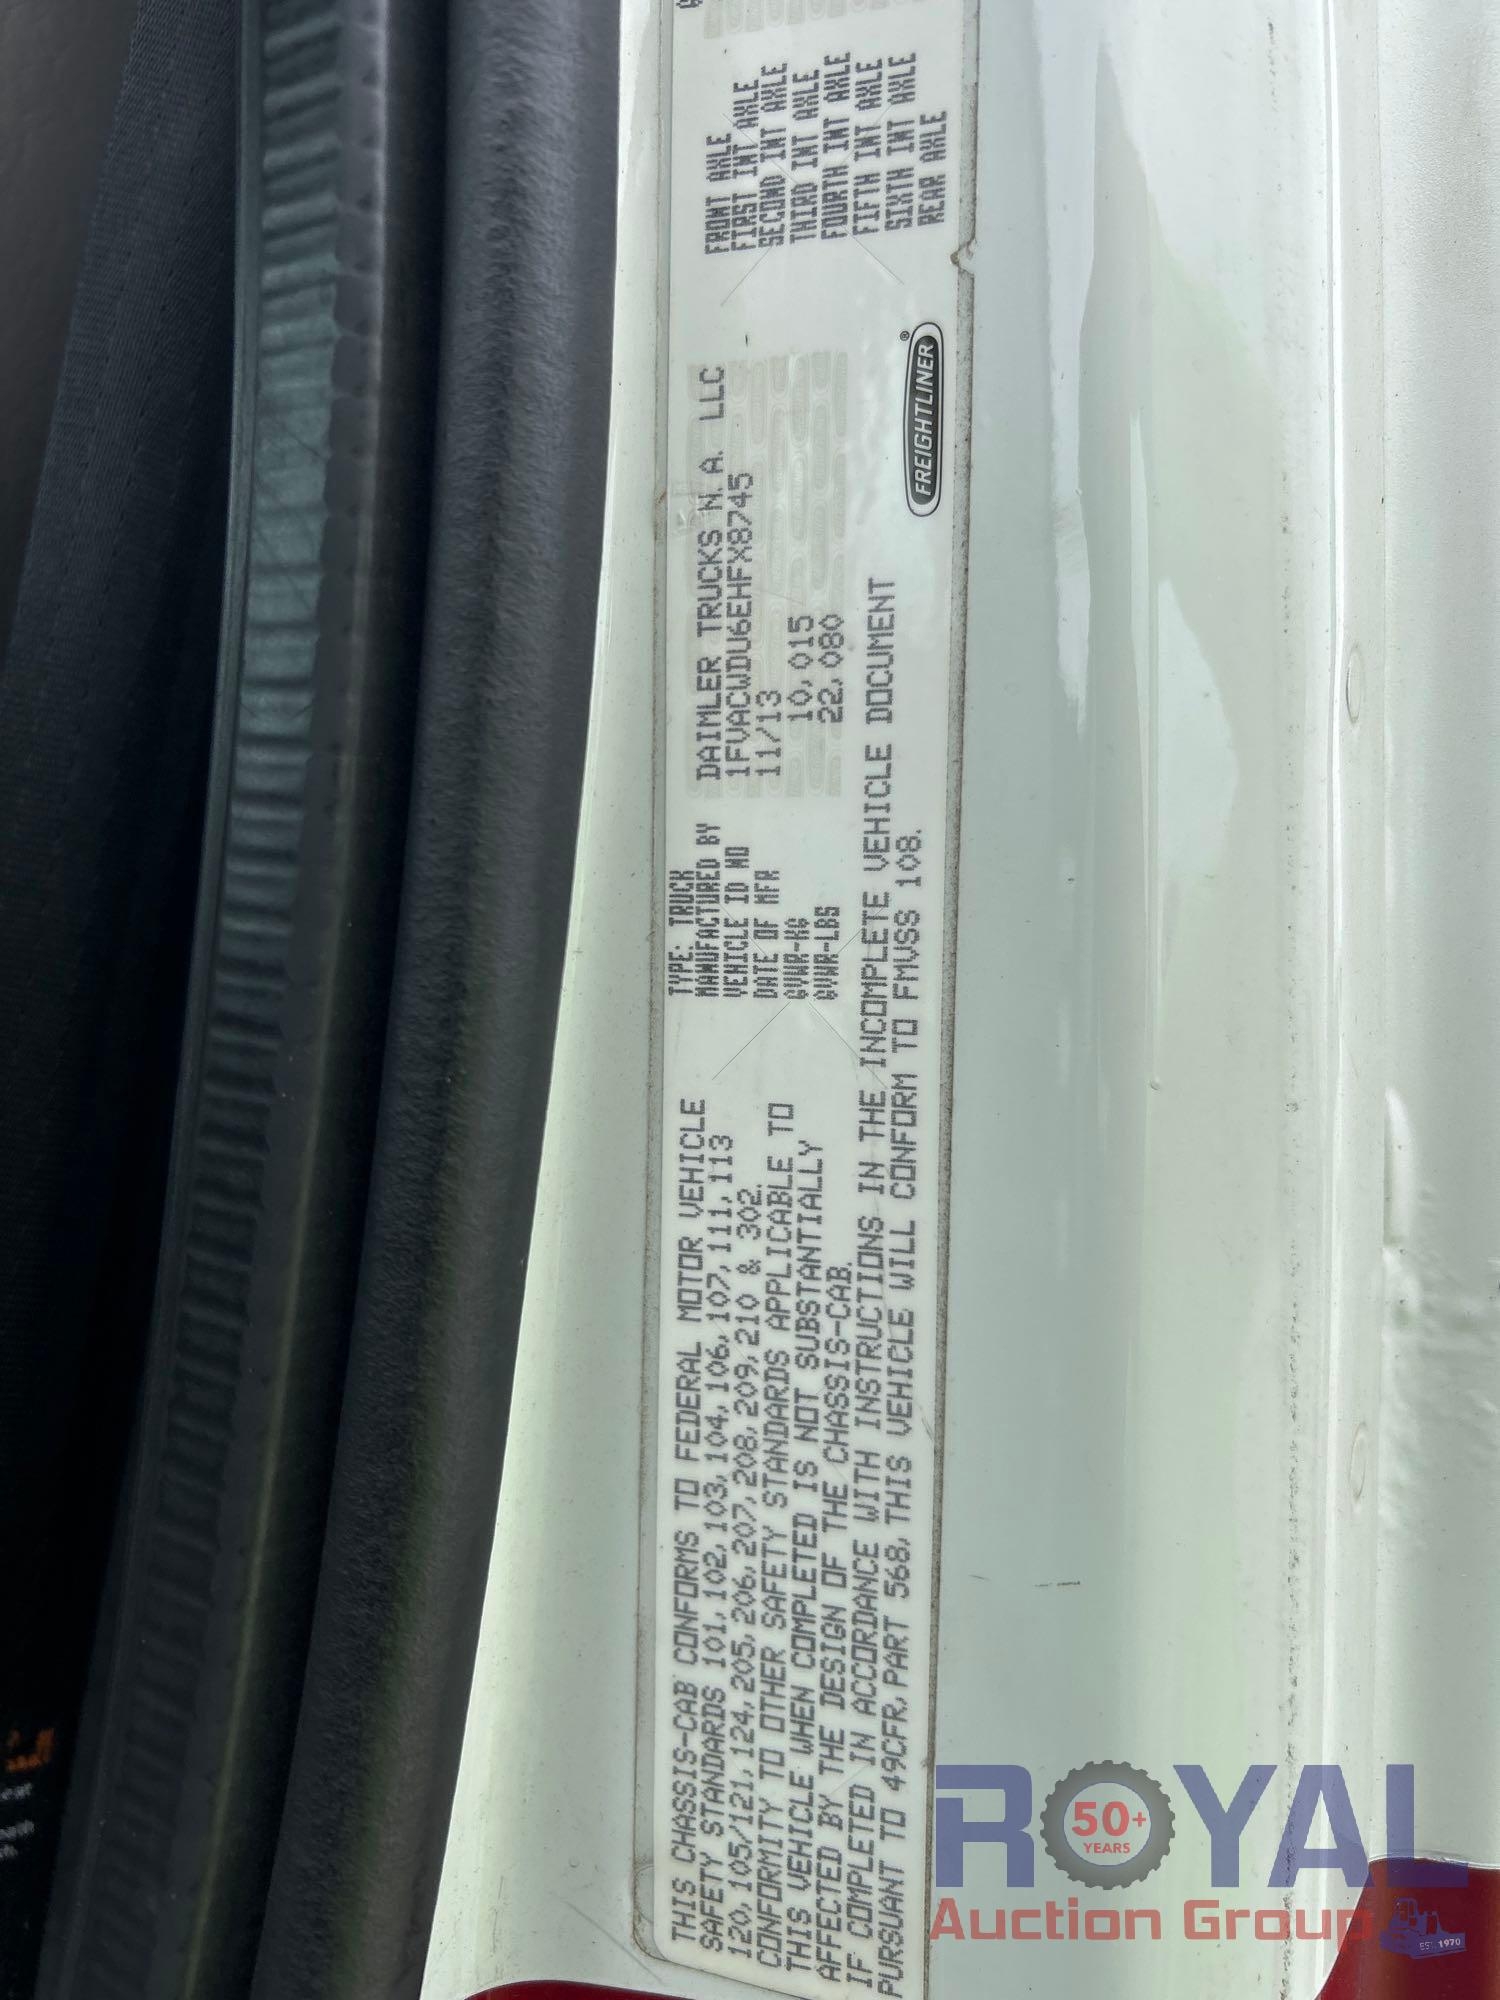 THIS CHASSIS-CAB CONFORMS TO FEDERAL MOTOR VEHICLE
SAFETY STANDARDS 101, 102, 103, 104, 106, 107, 111, 113
120, 105/121, 124, 205, 206, 207, 208, 209, 210 & 302.
CONFORMITY TO OTHER SAFETY STANDARDS APPLICABLE TO
THIS VEHICLE WHEN COMPLETED IS NOT SUBSTANTIALLY
AFFECTED BY THE DESIGN OF THE CHASSIS-CAB.
IF COMPLETED IN ACCORDANCE WITH INSTRUCTIONS IN THE INCOMPLETE VEHICLE DOCUMENT
PURSUANT TO 49CFR, PART 568, THIS VEHICLE WILL CONFORM TO FMVSS 108.
TYPE: TRUCK
MANUFACTURED BY DAIMLER TRUCKS N.A. LLC
VEHICLE ID NO 1FVACWDU6EHFX8745
DATE OF MFR 11/13
GVWR-KG 10,015
GVWR-LBS 22,080
FREIGHTLINER®
FRONT AXLE
FIRST INT AXLE
SECOND INT AXLE
THIRD INT AXLE
FOURTH INT AXLE
FIFTH INT AXLE
SIXTH INT AXLE
REAR AXLE
ROYAL
50+
YEARS
Auction Group
EST. 1970